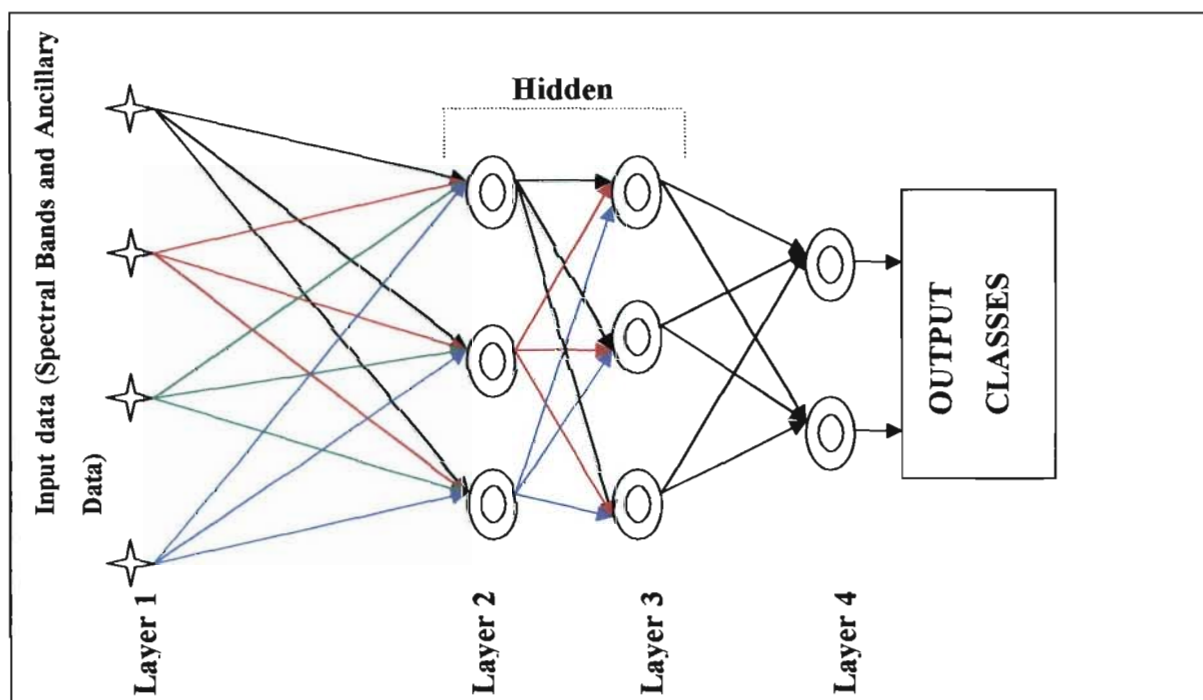 Input data (Spectral Bands and Ancillary
Data)
Hidden
OUTPUT
CLASSES
Layer 1
Layer 2
Layer 3
Layer 4